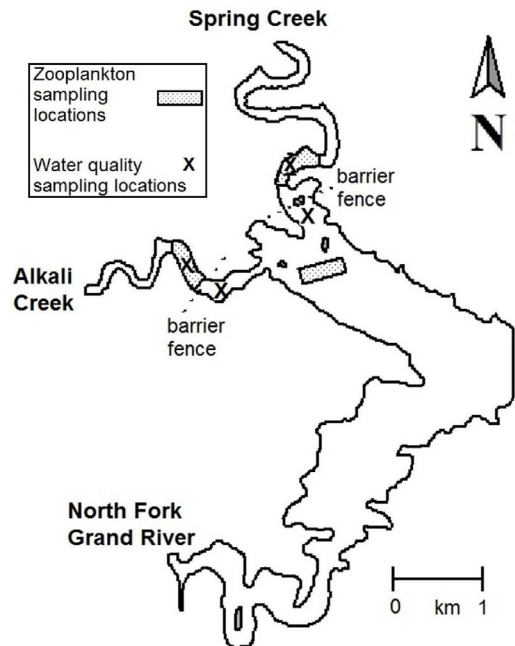 Spring Creek
Zooplankton
sampling
locations
Water quality X
sampling locations
N
X
barrier
fence
X
Alkali
Creek
X
X
barrier
fence
North Fork
Grand River
0 km 1